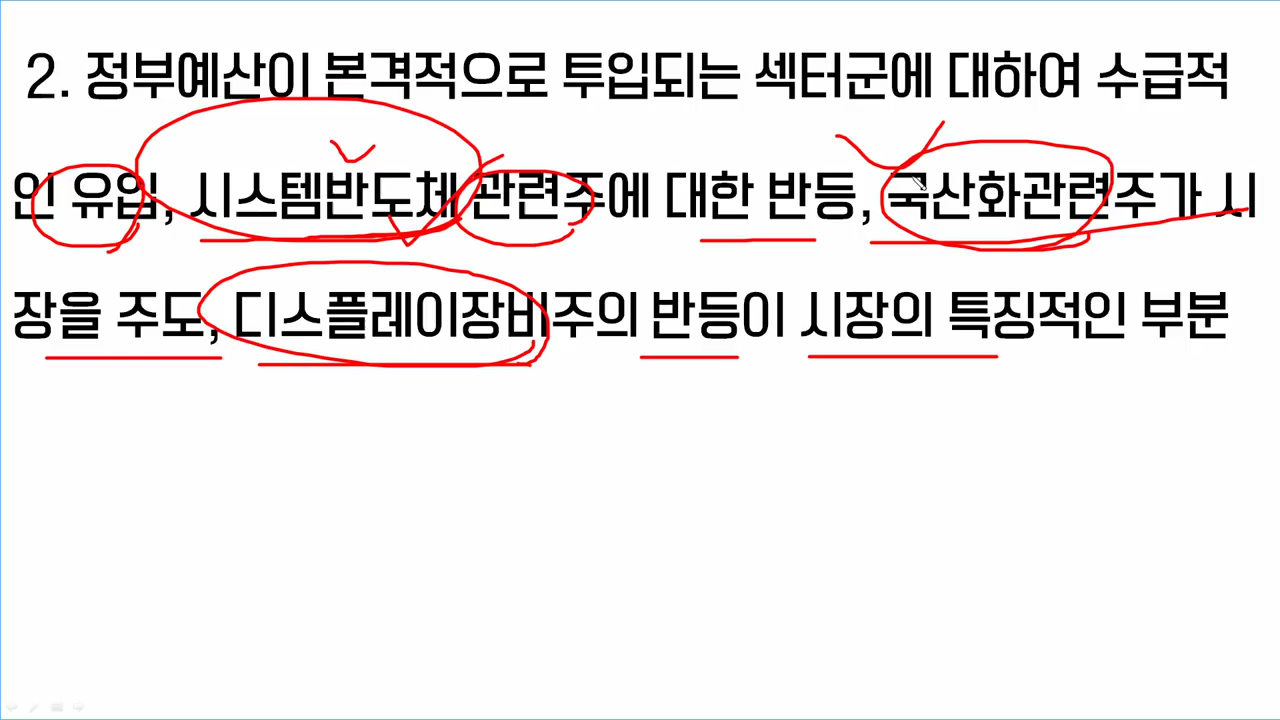 2. 정부예산이 본격적으로 투입되는 섹터군에 대하여 수급적
인 유입, 시스템반도체 관련주에 대한 반등, 국산화관련주가 시
장을 주도, 디스플레이장비주의 반등이 시장의 특징적인 부분